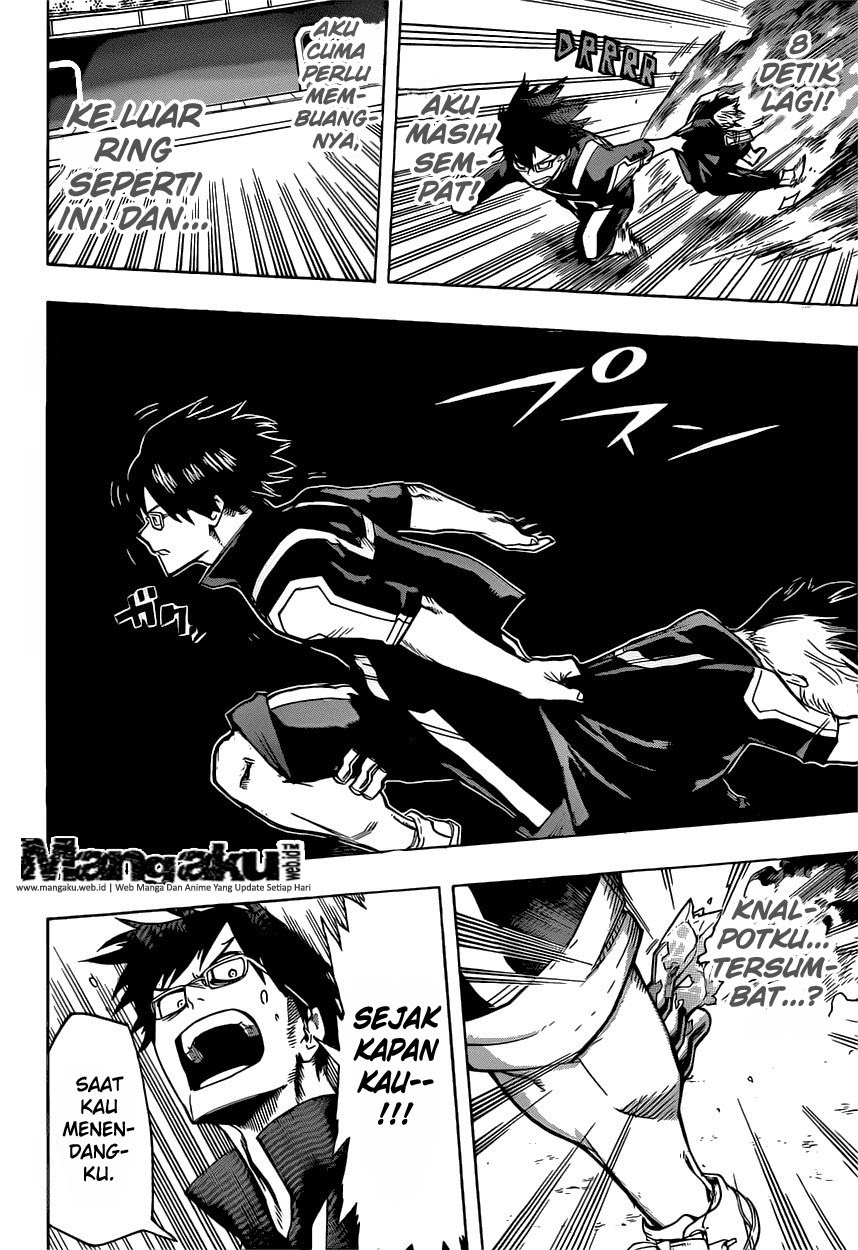 8
DETIK
LAGI!
DRRRR
AKU
MASIH
SEM-
PAT!
AKU
CUMA
PERLU
MEM-
BUANG-
NYA,
KE LUAR
RING
SEPERTI
INI, DAN...
プスン
ガク
Mangaku
www.mangaku.web.id | Web Manga Dan Anime Yang Update Setiap Hari
KNAL-
POTKU...
TERSUM-
BAT...?
SEJAK
KAPAN
KAU--
!!!
SAAT
KAU
MENEN-
DANG-
KU.